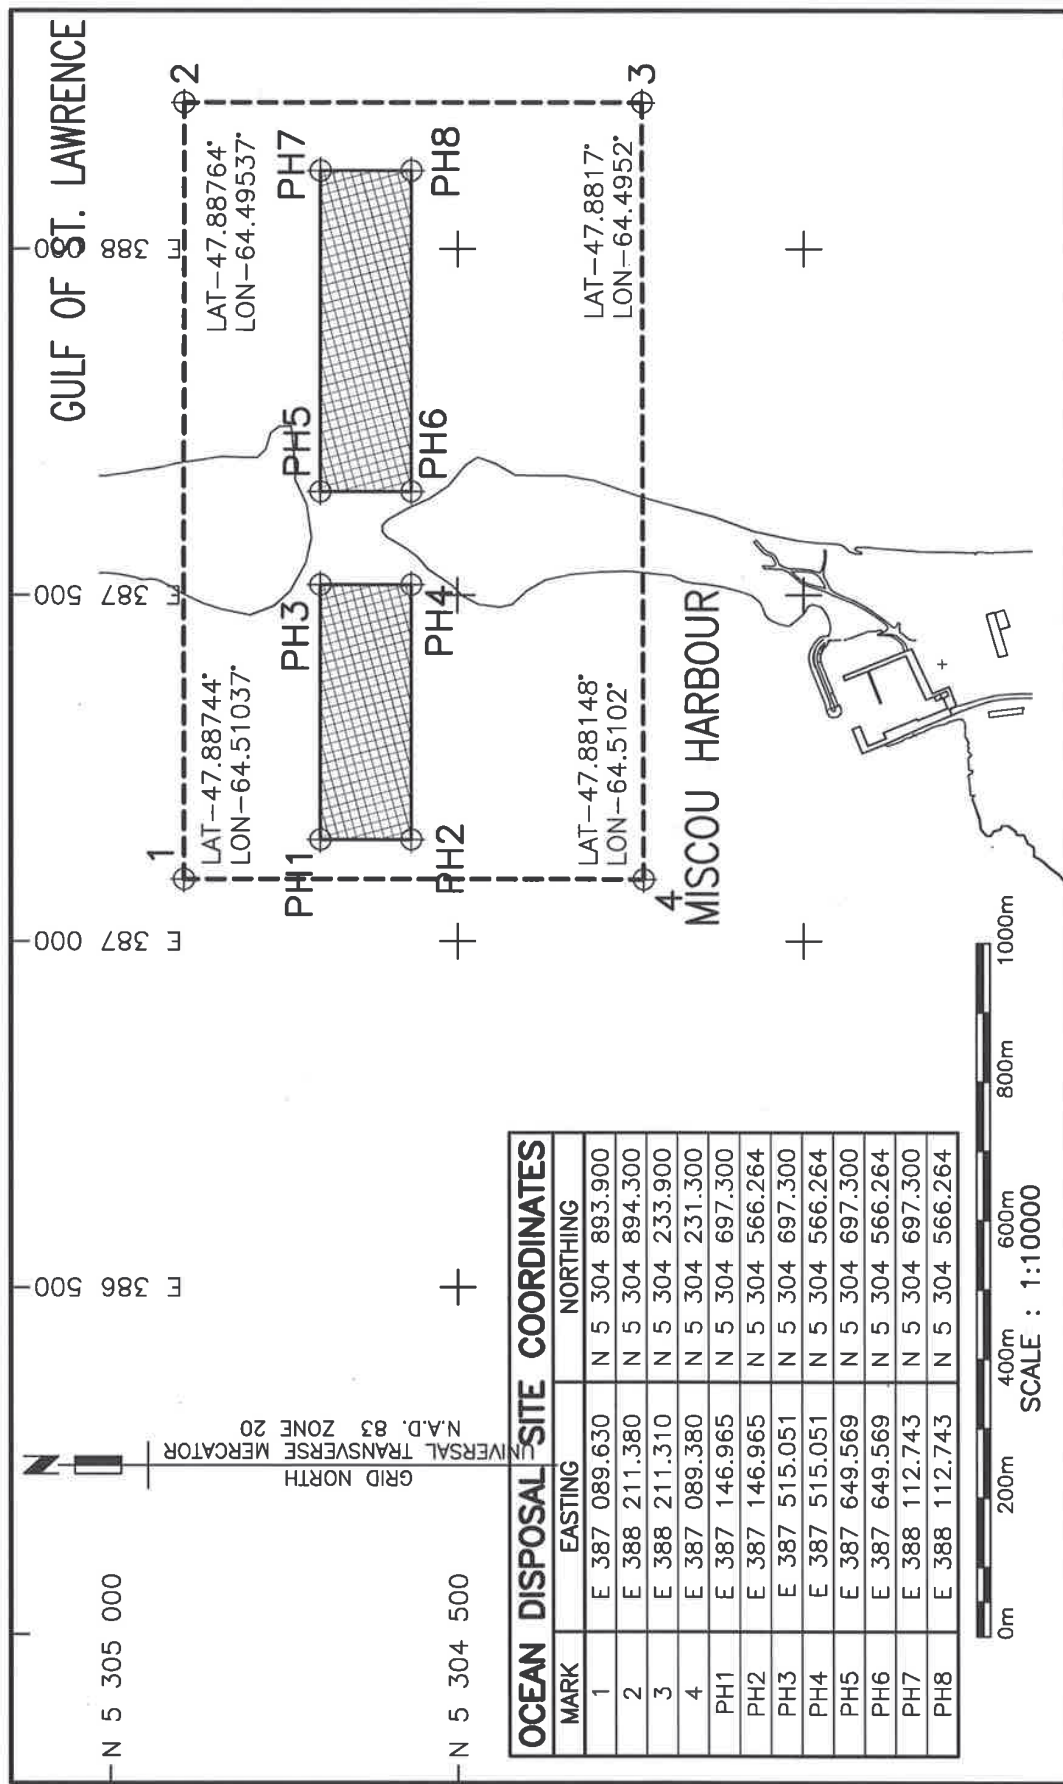 GULF OF ST. LAWRENCE
E 388 000
E 387 500
E 387 000
E 386 500
N 5 305 000
N 5 304 500
N
GRID NORTH
UNIVERSAL TRANSVERSE MERCATOR
N.A.D. 83 ZONE 20
1
LAT-47.88744°
LON-64.51037°
2
LAT-47.88764°
LON-64.49537°
PH1
PH3
PH5
PH7
PH2
PH4
PH6
PH8
LAT-47.88148°
LON-64.5102°
4
LAT-47.8817°
LON-64.4952°
3
MISCOU HARBOUR
OCEAN DISPOSAL SITE COORDINATES
MARK EASTING NORTHING
1 E 387 089.630 N 5 304 893.900
2 E 388 211.380 N 5 304 894.300
3 E 388 211.310 N 5 304 233.900
4 E 387 089.380 N 5 304 231.300
PH1 E 387 146.965 N 5 304 697.300
PH2 E 387 146.965 N 5 304 566.264
PH3 E 387 515.051 N 5 304 697.300
PH4 E 387 515.051 N 5 304 566.264
PH5 E 387 649.569 N 5 304 697.300
PH6 E 387 649.569 N 5 304 566.264
PH7 E 388 112.743 N 5 304 697.300
PH8 E 388 112.743 N 5 304 566.264
0m 200m 400m 600m 800m 1000m
SCALE : 1:10000